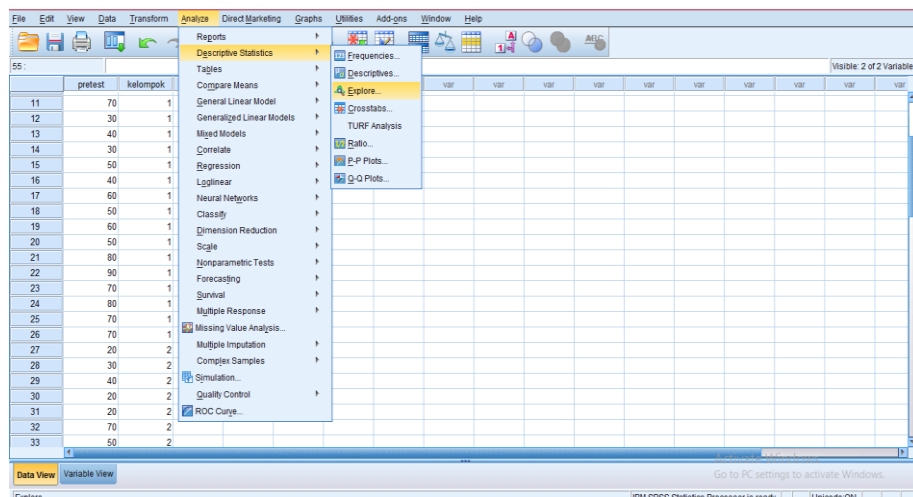 File Edit View Data Transform Analyze Direct Marketing Graphs Utilities Add-ons Window Help
55 :
Visible: 2 of 2 Variable
pretest kelompok var var var var var var var var var var
11 70 1
12 30 1
13 40 1
14 30 1
15 50 1
16 40 1
17 60 1
18 50 1
19 60 1
20 50 1
21 80 1
22 90 1
23 70 1
24 80 1
25 70 1
26 70 1
27 20 2
28 30 2
29 40 2
30 20 2
31 20 2
32 70 2
33 50 2
Reports
Descriptive Statistics
Tables
Compare Means
General Linear Model
Generalized Linear Models
Mixed Models
Correlate
Regression
Loglinear
Neural Networks
Classify
Dimension Reduction
Scale
Nonparametric Tests
Forecasting
Survival
Multiple Response
Missing Value Analysis...
Multiple Imputation
Complex Samples
Simulation...
Quality Control
ROC Curve...
Frequencies...
Descriptives...
Explore...
Crosstabs...
TURF Analysis
Ratio...
P-P Plots...
Q-Q Plots...
Data View Variable View
Activate Windows
Go to PC settings to activate Windows.
Explore
IBM SPSS Statistics Processor is ready Unicode:ON